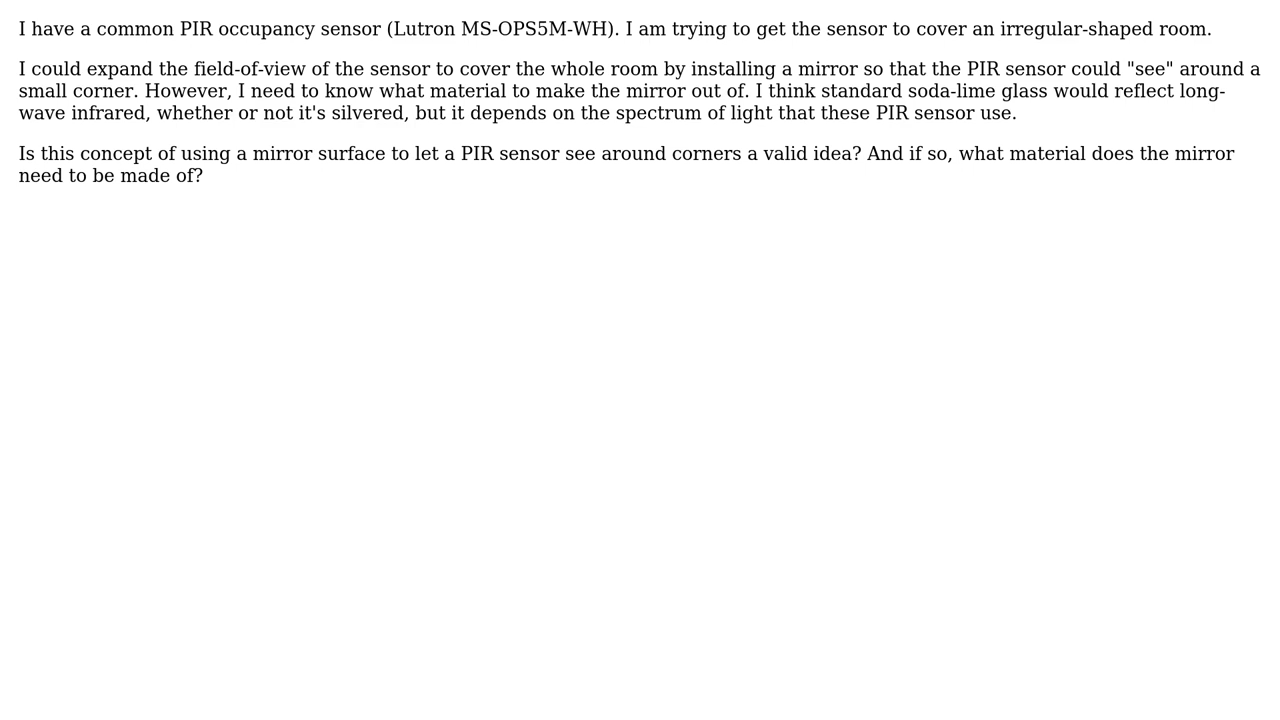 I have a common PIR occupancy sensor (Lutron MS-OPS5M-WH). I am trying to get the sensor to cover an irregular-shaped room.
I could expand the field-of-view of the sensor to cover the whole room by installing a mirror so that the PIR sensor could "see" around a
small corner. However, I need to know what material to make the mirror out of. I think standard soda-lime glass would reflect long-
wave infrared, whether or not it's silvered, but it depends on the spectrum of light that these PIR sensor use.
Is this concept of using a mirror surface to let a PIR sensor see around corners a valid idea? And if so, what material does the mirror
need to be made of?